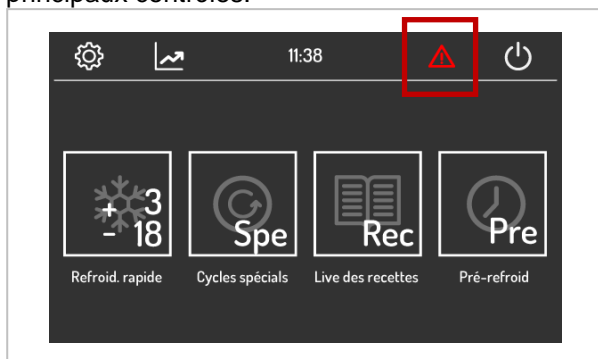 principaux contrôles.
11:38
+3
-18
Spe
Rec
Pre
Refroid. rapide
Cycles spécials
Live des recettes
Pré-refroid